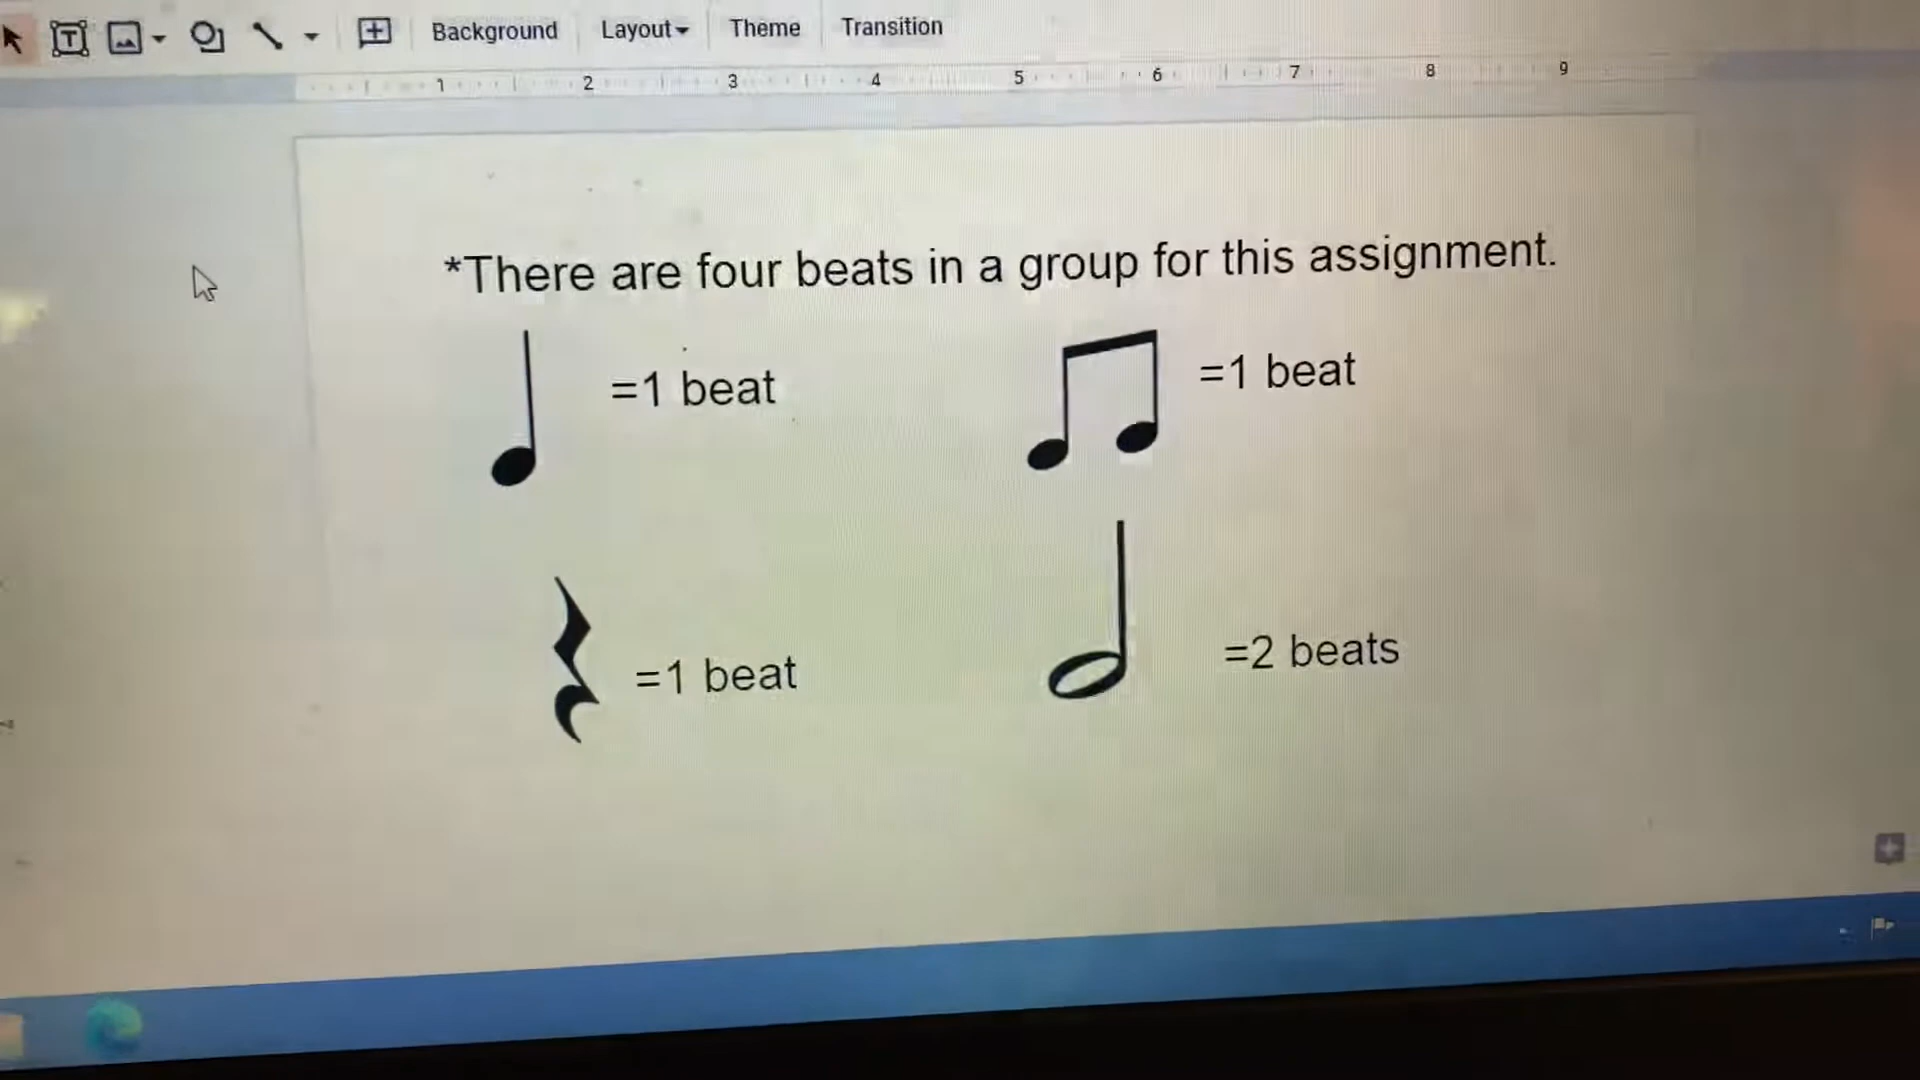 Background Layout Theme Transition
1 2 3 4 5 6 7 8 9
*There are four beats in a group for this assignment.
=1 beat =1 beat
=1 beat =2 beats